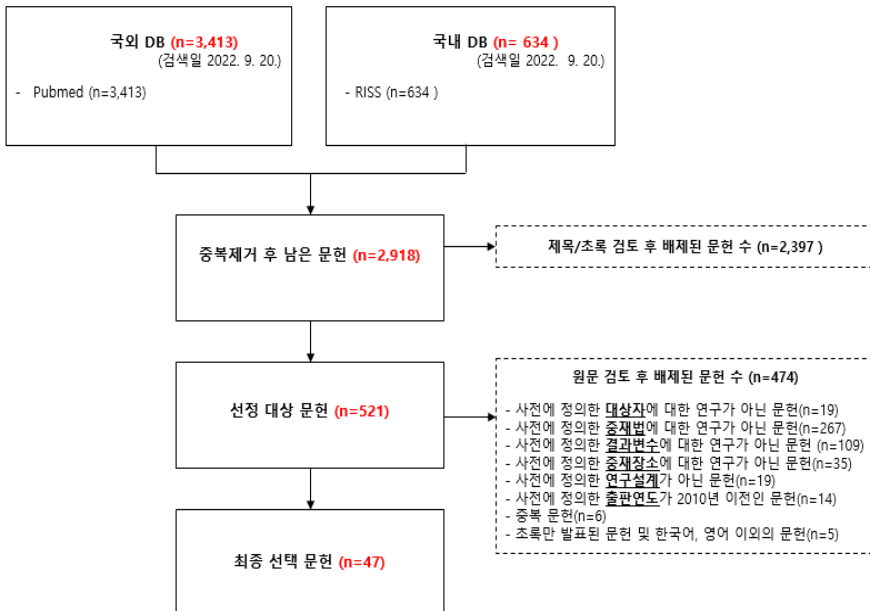 국외 DB (n=3,413)
(검색일 2022. 9. 20.)
- Pubmed (n=3,413)
국내 DB (n= 634 )
(검색일 2022. 9. 20.)
- RISS (n=634 )
중복제거 후 남은 문헌 (n=2,918)
제목/초록 검토 후 배제된 문헌 수 (n=2,397 )
선정 대상 문헌 (n=521)
원문 검토 후 배제된 문헌 수 (n=474)
- 사전에 정의한 대상자에 대한 연구가 아닌 문헌(n=19)
- 사전에 정의한 중재법에 대한 연구가 아닌 문헌(n=267)
- 사전에 정의한 결과변수에 대한 연구가 아닌 문헌 (n=109)
- 사전에 정의한 중재장소에 대한 연구가 아닌 문헌(n=35)
- 사전에 정의한 연구설계가 아닌 문헌(n=19)
- 사전에 정의한 출판연도가 2010년 이전인 문헌(n=14)
- 중복 문헌(n=6)
- 초록만 발표된 문헌 및 한국어, 영어 이외의 문헌(n=5)
최종 선택 문헌 (n=47)